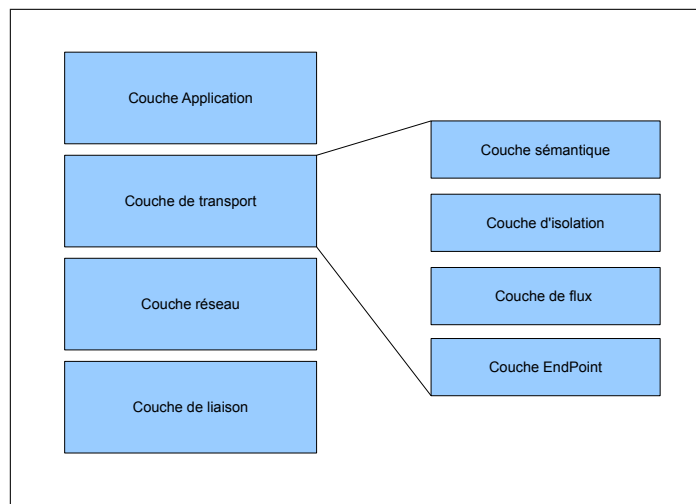 Couche Application
Couche de transport
Couche réseau
Couche de liaison
Couche sémantique
Couche d'isolation
Couche de flux
Couche EndPoint